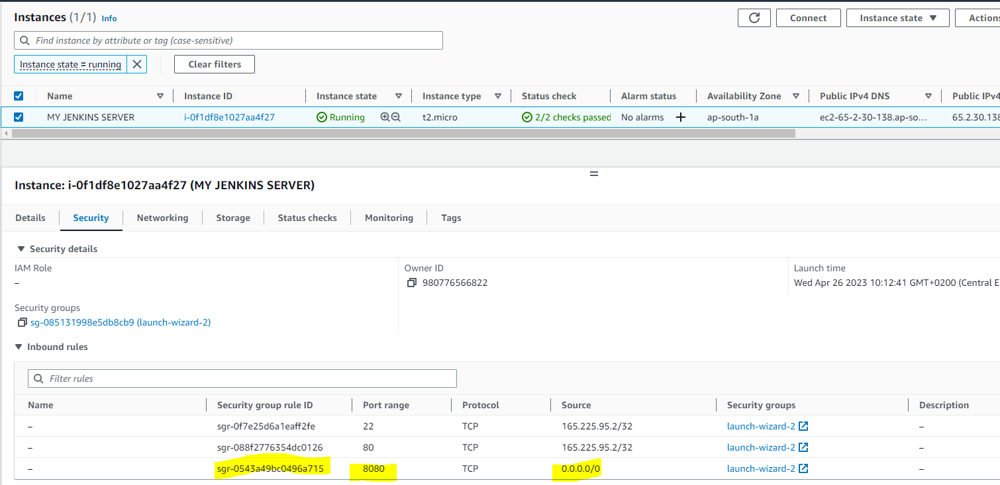 Instances (1/1) Info
Connect
Instance state
Actions
Find instance by attribute or tag (case-sensitive)
Instance state = running
Clear filters
Name Instance ID Instance state Instance type Status check Alarm status Availability Zone Public IPv4 DNS Public IPv4
MY JENKINS SERVER i-0f1df8e1027aa4f27 Running t2.micro 2/2 checks passed No alarms ap-south-1a ec2-65-2-30-138.ap-so... 65.2.30.138
Instance: i-0f1df8e1027aa4f27 (MY JENKINS SERVER)
Details Security Networking Storage Status checks Monitoring Tags
Security details
IAM Role Owner ID Launch time
– 980776566822 Wed Apr 26 2023 10:12:41 GMT+0200 (Central E
Security groups
sg-085131998e5db8cb9 (launch-wizard-2)
Inbound rules
Filter rules
Name Security group rule ID Port range Protocol Source Security groups Description
– sgr-0f7e25d6a1eaff2fe 22 TCP 165.225.95.2/32 launch-wizard-2 –
– sgr-088f2776354dc0126 80 TCP 165.225.95.2/32 launch-wizard-2 –
– sgr-0543a49bc0496a715 8080 TCP 0.0.0.0/0 launch-wizard-2 –